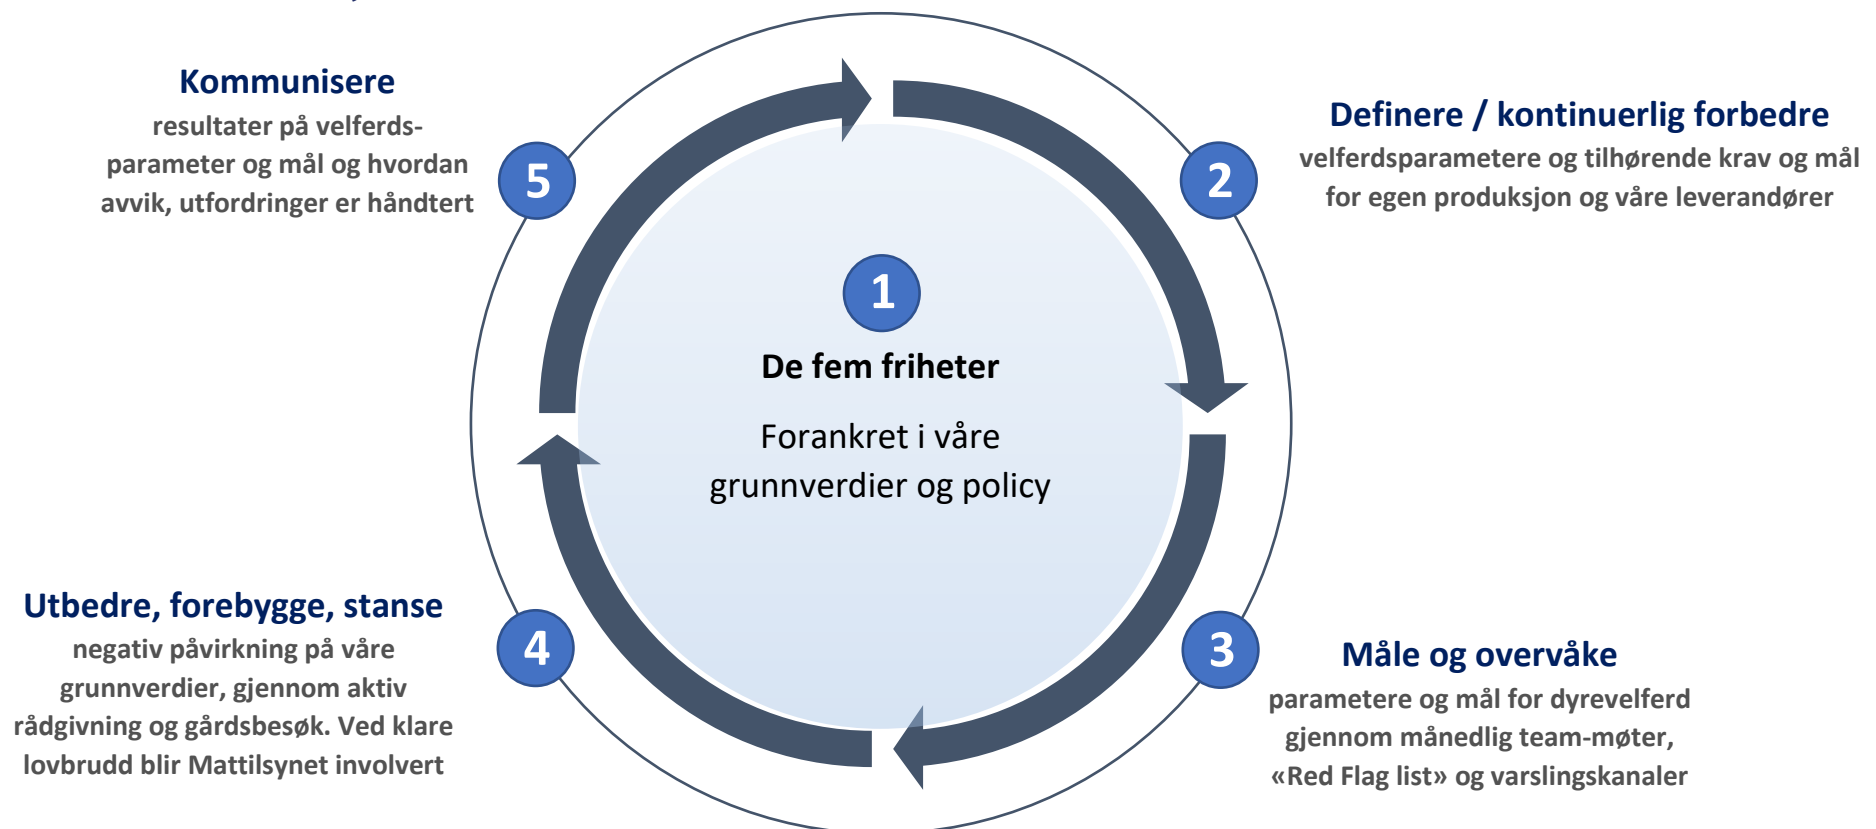 1
De fem friheter
Forankret i våre
grunnverdier og policy
2
Definere / kontinuerlig forbedre
velferdsparametere og tilhørende krav og mål
for egen produksjon og våre leverandører
3
Måle og overvåke
parametere og mål for dyrevelferd
gjennom månedlig team-møter,
«Red Flag list» og varslingskanaler
4
Utbedre, forebygge, stanse
negativ påvirkning på våre
grunnverdier, gjennom aktiv
rådgivning og gårdsbesøk. Ved klare
lovbrudd blir Mattilsynet involvert
5
Kommunisere
resultater på velferds-
parameter og mål og hvordan
avvik, utfordringer er håndtert